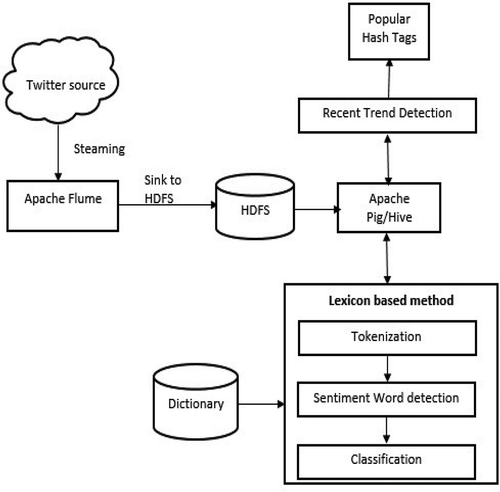 Popular
Hash Tags
Twitter source
Recent Trend Detection
Steaming
Sink to
HDFS
Apache Flume
HDFS
Apache
Pig/Hive
Lexicon based method
Tokenization
Dictionary
Sentiment Word detection
Classification